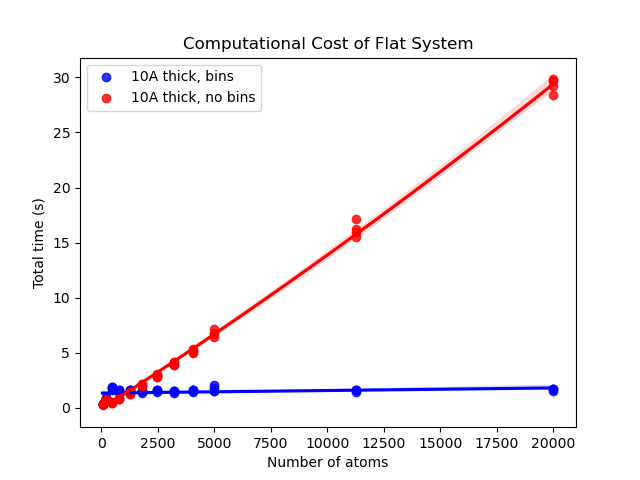 Computational Cost of Flat System
10A thick, bins
10A thick, no bins
30
25
20
15
10
5
0
Total time (s)
0 2500 5000 7500 10000 12500 15000 17500 20000
Number of atoms